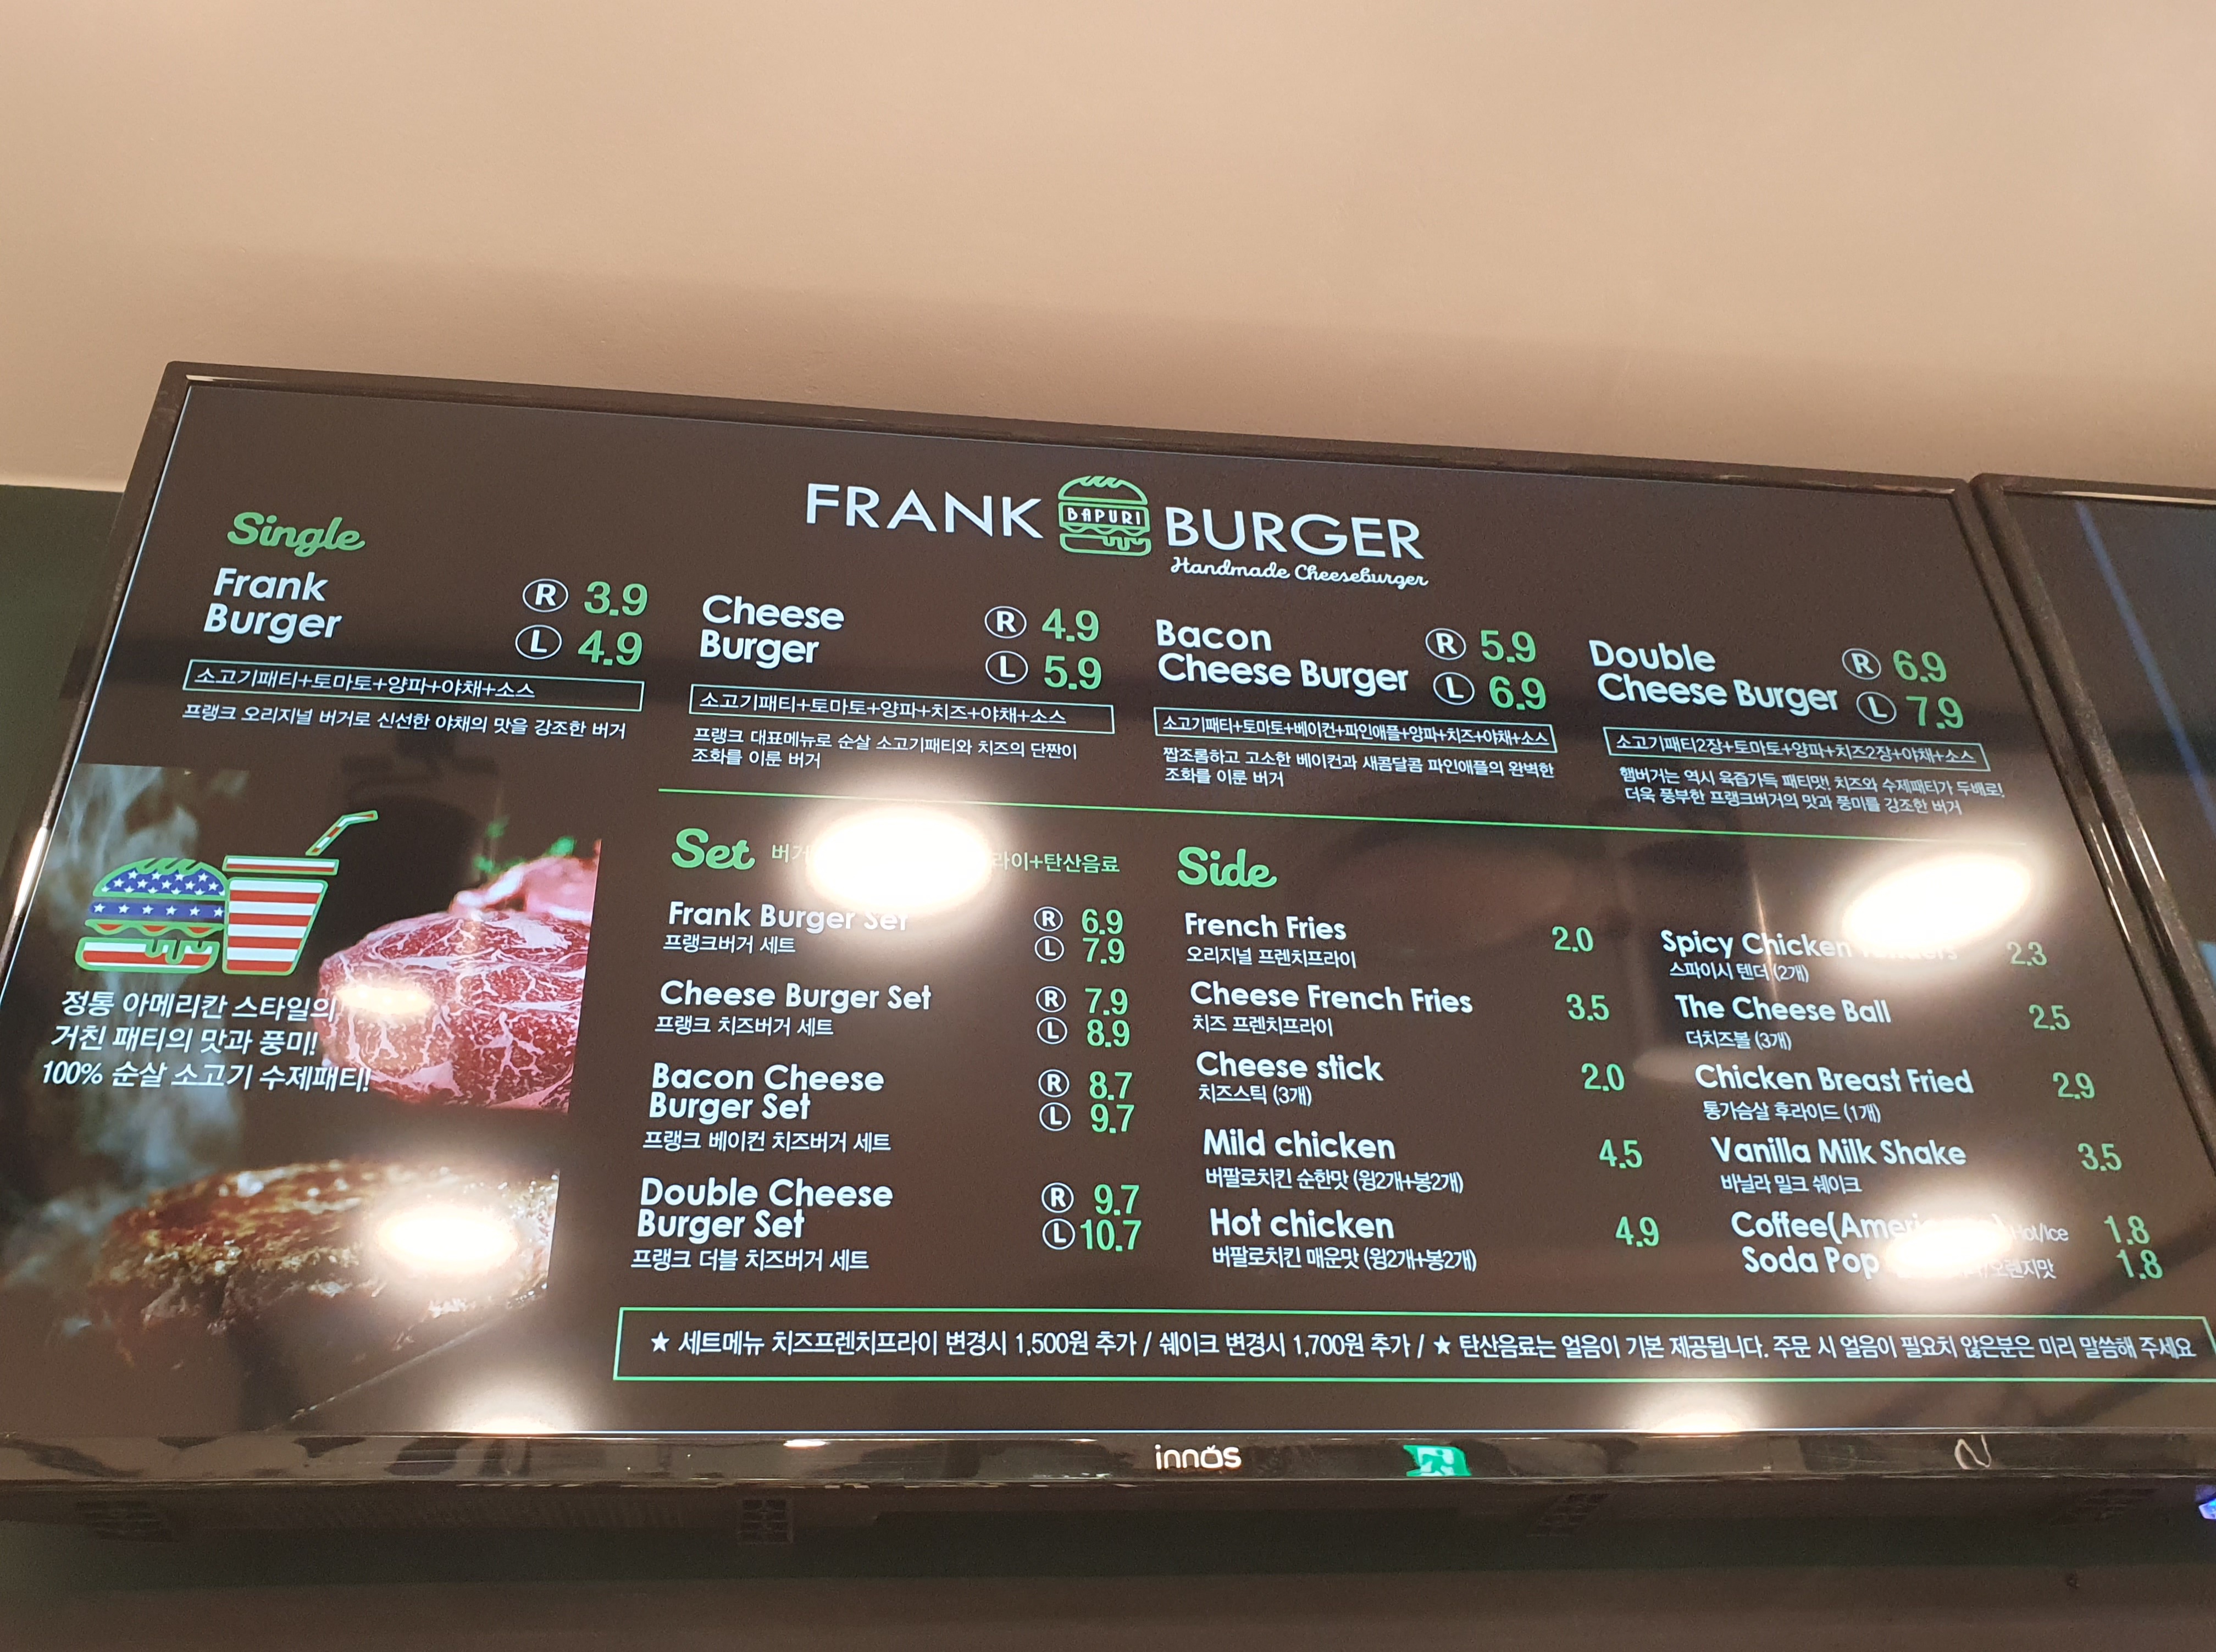 FRANK BAPURI BURGER
Handmade Cheeseburger
Single
Frank
Burger
R 3.9
L 4.9
소고기패티+토마토+양파+야채+소스
프랭크 오리지널 버거로 신선한 야채의 맛을 강조한 버거
Cheese
Burger
R 4.9
L 5.9
소고기패티+토마토+양파+치즈+야채+소스
프랭크 대표메뉴로 순살 소고기패티와 치즈의 단짠이
조화를 이룬 버거
Bacon
Cheese Burger
R 5.9
L 6.9
소고기패티+토마토+베이컨+파인애플+양파+치즈+야채+소스
짭조롬하고 고소한 베이컨과 새콤달콤 파인애플의 완벽한
조화를 이룬 버거
Double
Cheese Burger
R 6.9
L 7.9
소고기패티2장+토마토+양파+치즈2장+야채+소스
햄버거는 역시 육즙가득 패티맛! 치즈와 수제패티가 두배로!
더욱 풍부한 프랭크버거의 맛과 풍미를 강조한 버거
정통 아메리칸 스타일의
거친 패티의 맛과 풍미!
100% 순살 소고기 수제패티!
Set +탄산음료
Frank Burger Set
프랭크버거 세트
R 6.9
L 7.9
Cheese Burger Set
프랭크 치즈버거 세트
R 7.9
L 8.9
Bacon Cheese
Burger Set
프랭크 베이컨 치즈버거 세트
R 8.7
L 9.7
Double Cheese
Burger Set
프랭크 더블 치즈버거 세트
R 9.7
L 10.7
Side
French Fries 2.0
오리지널 프렌치프라이
Cheese French Fries 3.5
치즈 프렌치프라이
Cheese stick 2.0
치즈스틱 (3개)
Mild chicken 4.5
버팔로치킨 순한맛 (윙2개+봉2개)
Hot chicken 4.9
버팔로치킨 매운맛 (윙2개+봉2개)
Spicy Chicken 2.3
스파이시 텐더 (2개)
The Cheese Ball 2.5
더치즈볼 (3개)
Chicken Breast Fried 2.9
통가슴살 후라이드 (1개)
Vanilla Milk Shake 3.5
바닐라 밀크 쉐이크
Hot/Ice 1.8
Soda Pop 오렌지맛 1.8
★ 세트메뉴 치즈프렌치프라이 변경시 1,500원 추가 / 쉐이크 변경시 1,700원 추가 / ★ 탄산음료는 얼음이 기본 제공됩니다. 주문 시 얼음이 필요치 않은분은 미리 말씀해 주세요
innos